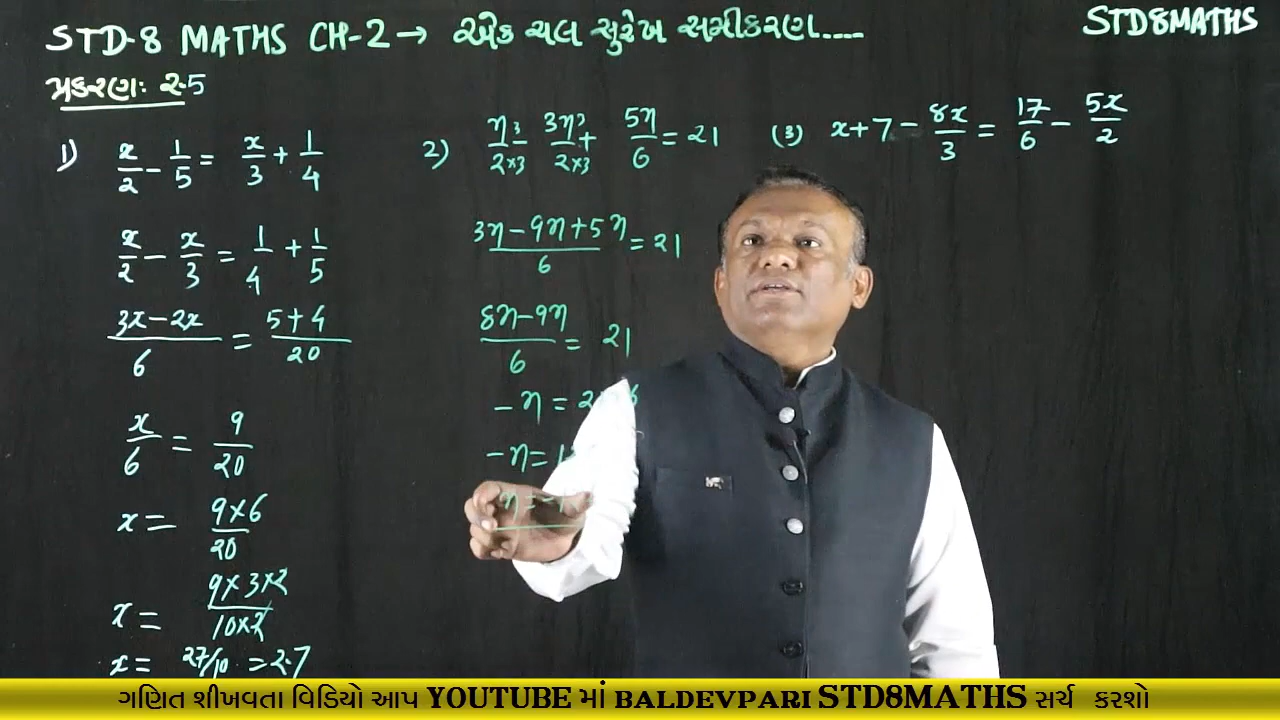 STD-8 MATHS CH-2 → એક ચલ સુરેખ સમીકરણ....
STD8MATHS
પ્રકરણ: 2.5
1) x/2 - 1/5 = x/3 + 1/4
x/2 - x/3 = 1/4 + 1/5
3x-2x/6 = 5+4/20
x/6 = 9/20
x = 9×6/20
x = 9×3×2/10×2
x = 27/10 = 2.7
2) n3/2×3 - 3n3/2×3 + 5n/6 = 21
3n-9n+5n/6 = 21
8n-9n/6 = 21
-n =
-n =
n = -
(3) x+7 - 8x/3 = 17/6 - 5x/2
ગણિત શીખવતા વિડિયો આપ YOUTUBE માં BALDEVPARI STD8MATHS સર્ચ કરશો